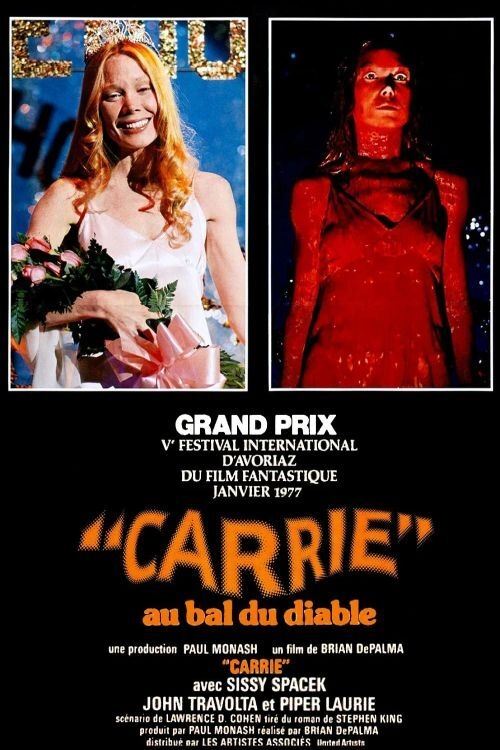 GRAND PRIX
Vᵉ FESTIVAL INTERNATIONAL
D'AVORIAZ
DU FILM FANTASTIQUE
JANVIER 1977
"CARRIE"
au bal du diable
une production PAUL MONASH un film de BRIAN DePALMA
"CARRIE"
avec SISSY SPACEK
JOHN TRAVOLTA et PIPER LAURIE
scénario de LAWRENCE D. COHEN tiré du roman de STEPHEN KING
produit par PAUL MONASH réalisé par BRIAN DePALMA
distribué par LES ARTISTES ASSOCIÉS United Artists